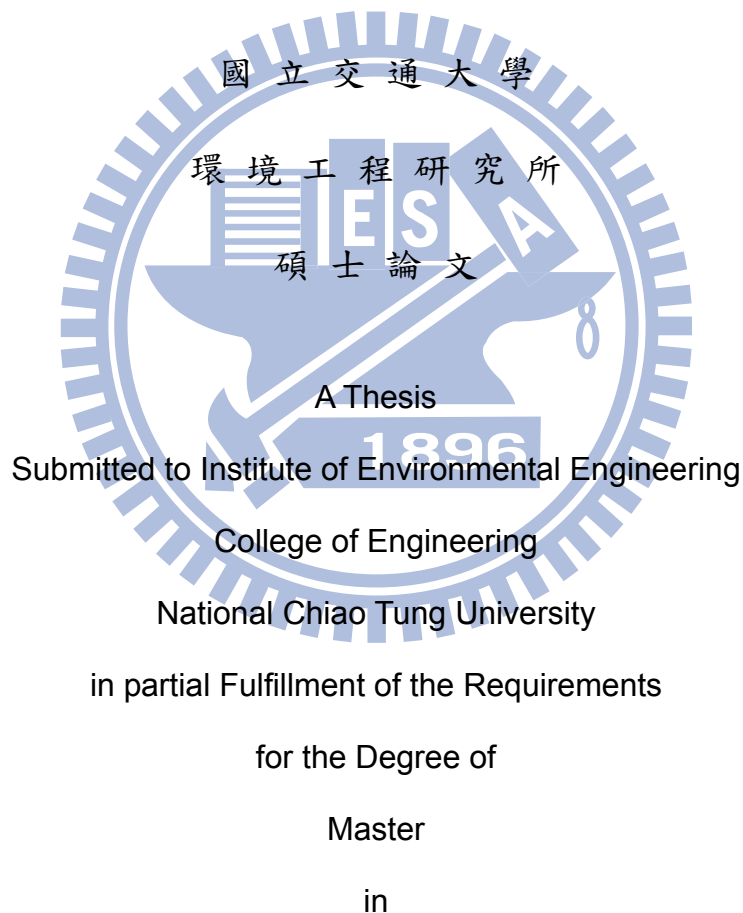 國 立 交 通 大 學
環 境 工 程 研 究 所
E S A
碩 士 論 文
8
A Thesis
1896
Submitted to Institute of Environmental Engineering
College of Engineering
National Chiao Tung University
in partial Fulfillment of the Requirements
for the Degree of
Master
in